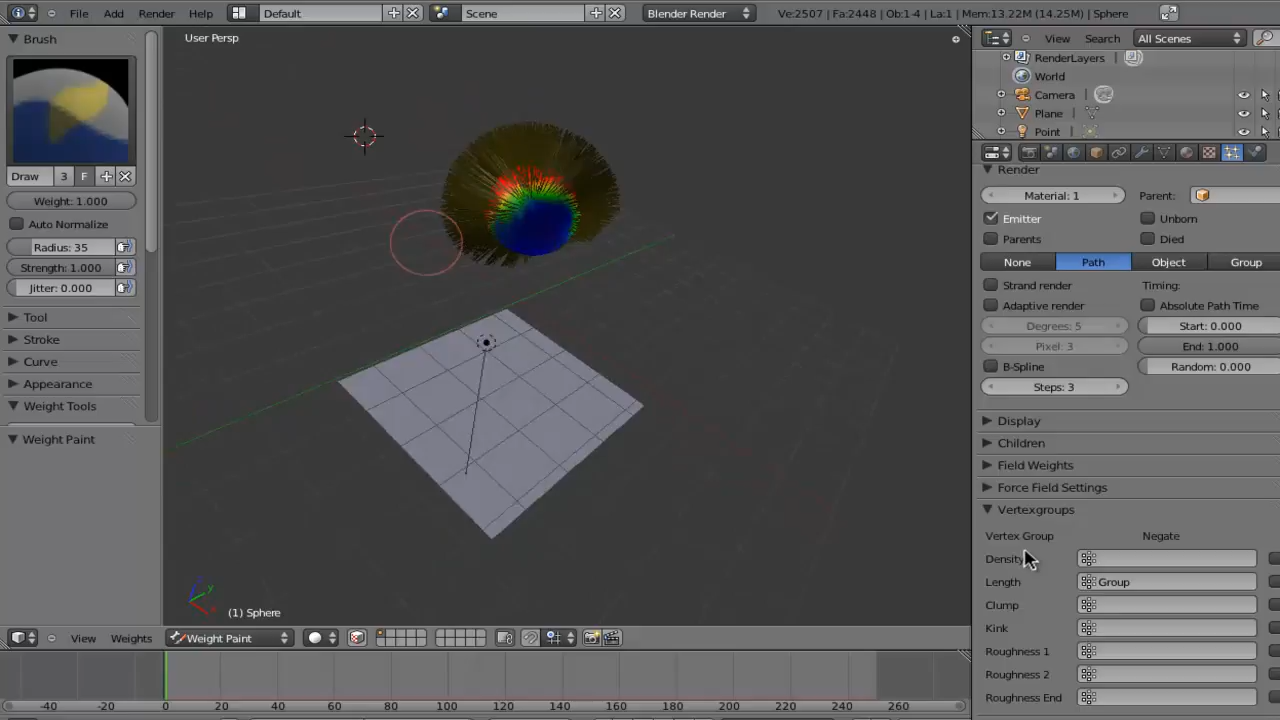 File Add Render Help Default Scene Blender Render Ve:2507 | Fa:2448 | Ob:1-4 | La:1 | Mem:13.22M (14.25M) | Sphere
Brush
Draw 3 F
Weight: 1.000
Auto Normalize
Radius: 35
Strength: 1.000
Jitter: 0.000
Tool
Stroke
Curve
Appearance
Weight Tools
Weight Paint
User Persp
(1) Sphere
View Weights Weight Paint
-40 -20 0 20 40 60 80 100 120 140 160 180 200 220 240 260
View Search All Scenes
RenderLayers
World
Camera
Plane
Point
Render
Material: 1 Parent:
Emitter Unborn
Parents Died
None Path Object Group
Strand render Timing:
Adaptive render Absolute Path Time
Degrees: 5 Start: 0.000
Pixel: 3 End: 1.000
B-Spline Random: 0.000
Steps: 3
Display
Children
Field Weights
Force Field Settings
Vertexgroups
Vertex Group Negate
Density
Length Group
Clump
Kink
Roughness 1
Roughness 2
Roughness End